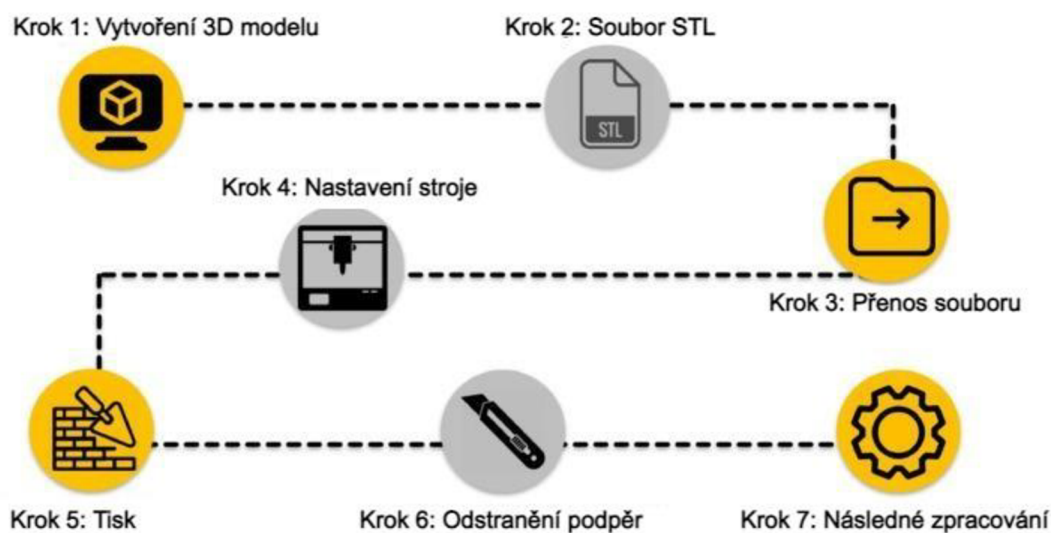 Krok 1: Vytvoření 3D modelu
Krok 2: Soubor STL
STL
Krok 3: Přenos souboru
Krok 4: Nastavení stroje
Krok 5: Tisk
Krok 6: Odstranění podpěr
Krok 7: Následné zpracování